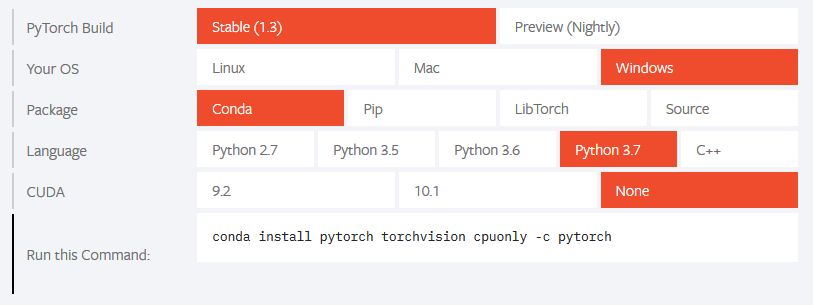 PyTorch Build Stable (1.3) Preview (Nightly)
Your OS Linux Mac Windows
Package Conda Pip LibTorch Source
Language Python 2.7 Python 3.5 Python 3.6 Python 3.7 C++
CUDA 9.2 10.1 None
Run this Command: conda install pytorch torchvision cpuonly -c pytorch